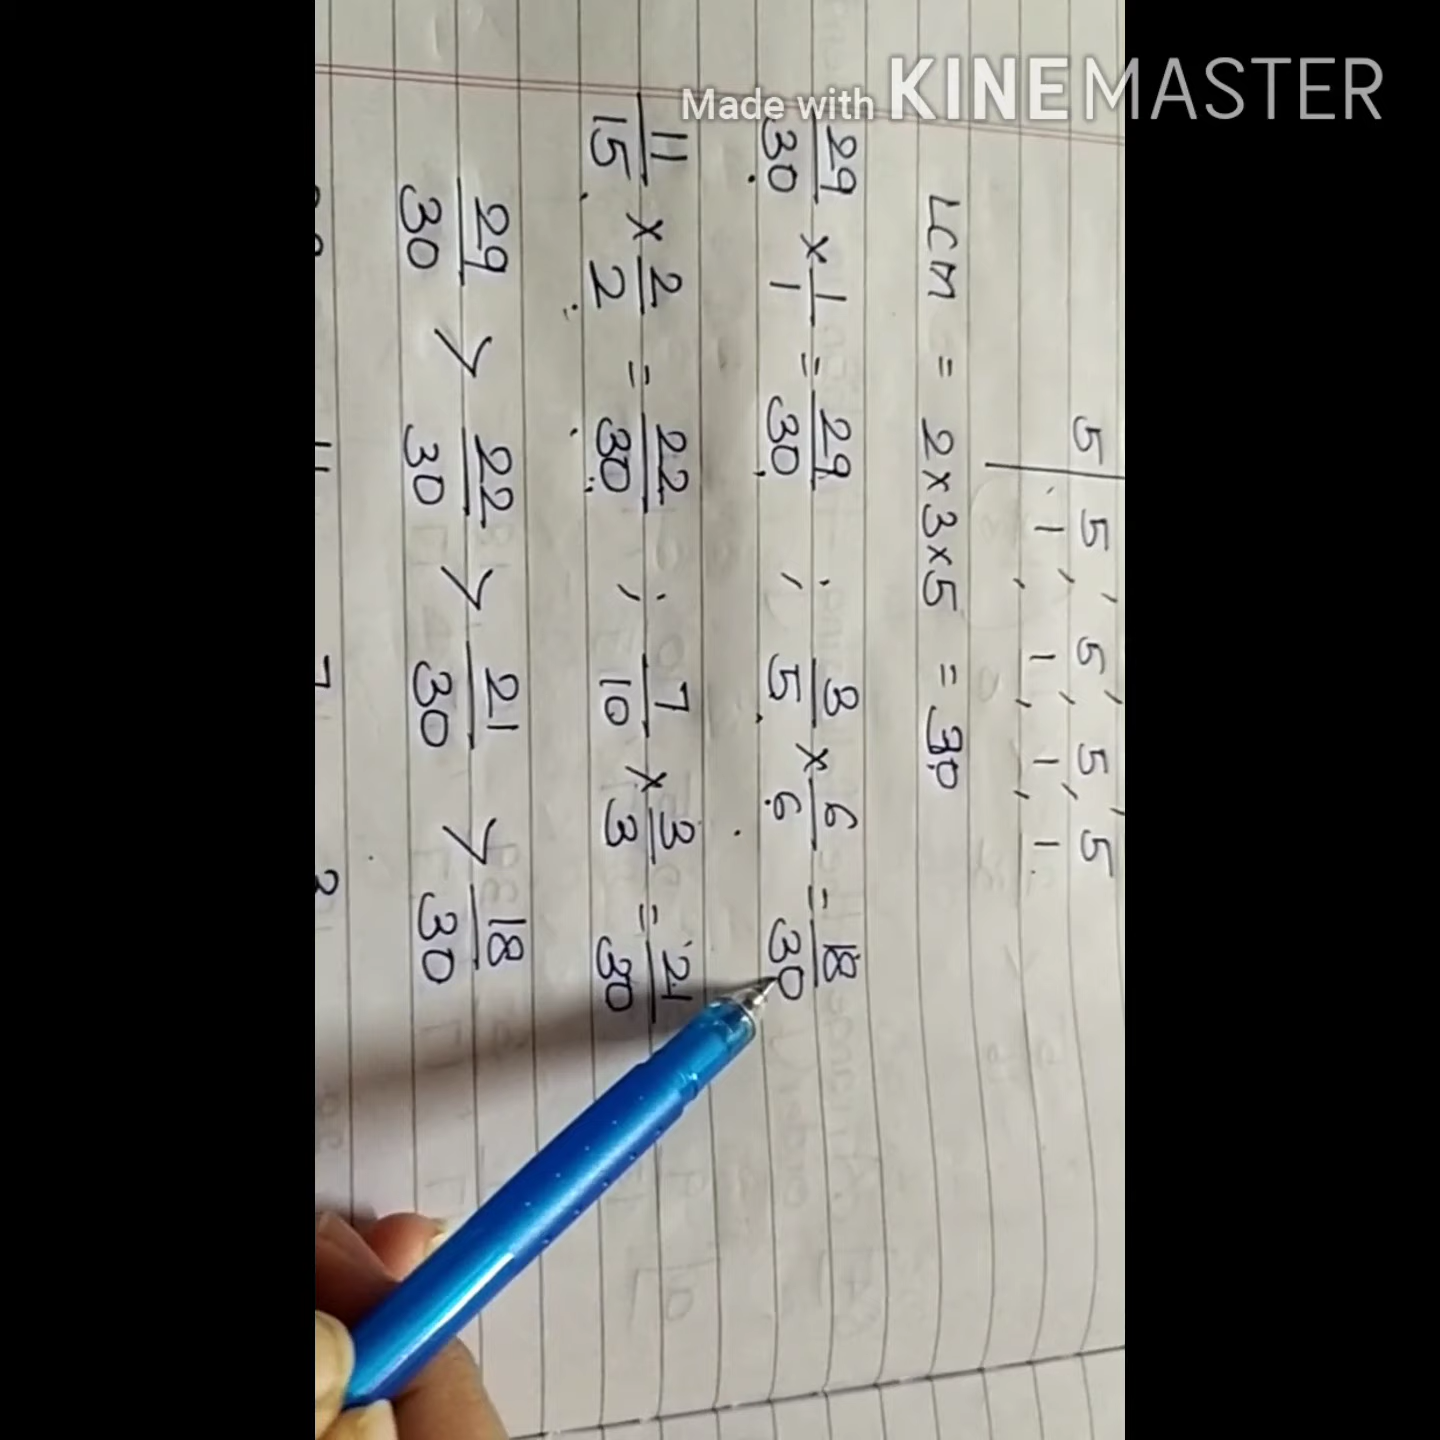 Made with KINEMASTER
5 | 5, 5, 5, 5
1, 1, 1, 1
LCM = 2 x 3 x 5 = 30
29/30 x 1/1 = 29/30 ; 3/5 x 6/6 = 18/30
11/15 x 2/2 = 22/30 ; 7/10 x 3/3 = 21/30
29/30 > 22/30 > 21/30 > 18/30